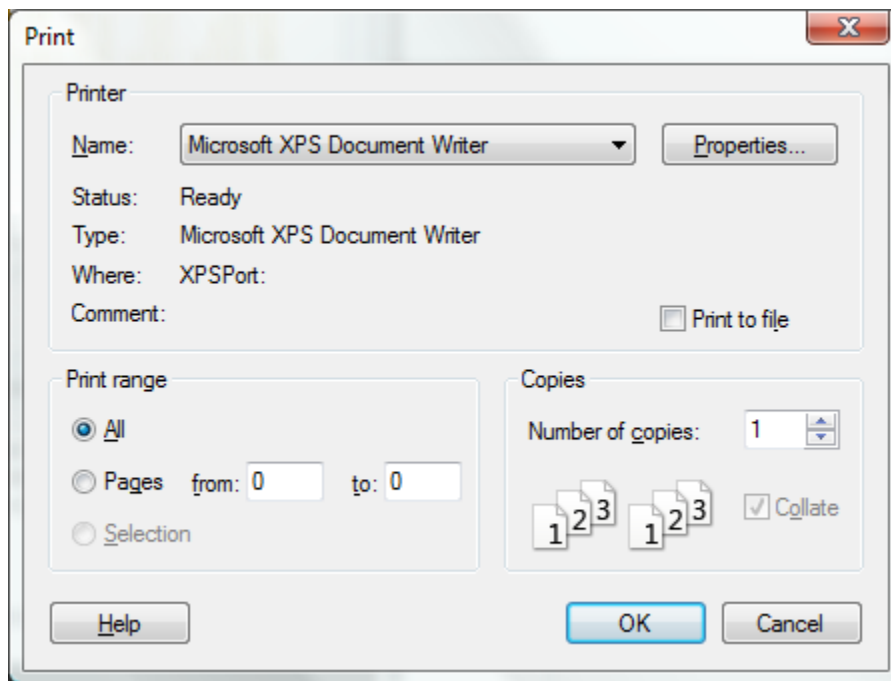 Print
Printer
Name: Microsoft XPS Document Writer Properties...
Status: Ready
Type: Microsoft XPS Document Writer
Where: XPSPort:
Comment:
Print to file
Print range
All
Pages from: 0 to: 0
Selection
Copies
Number of copies: 1
1 2 3 1 2 3
Collate
Help OK Cancel